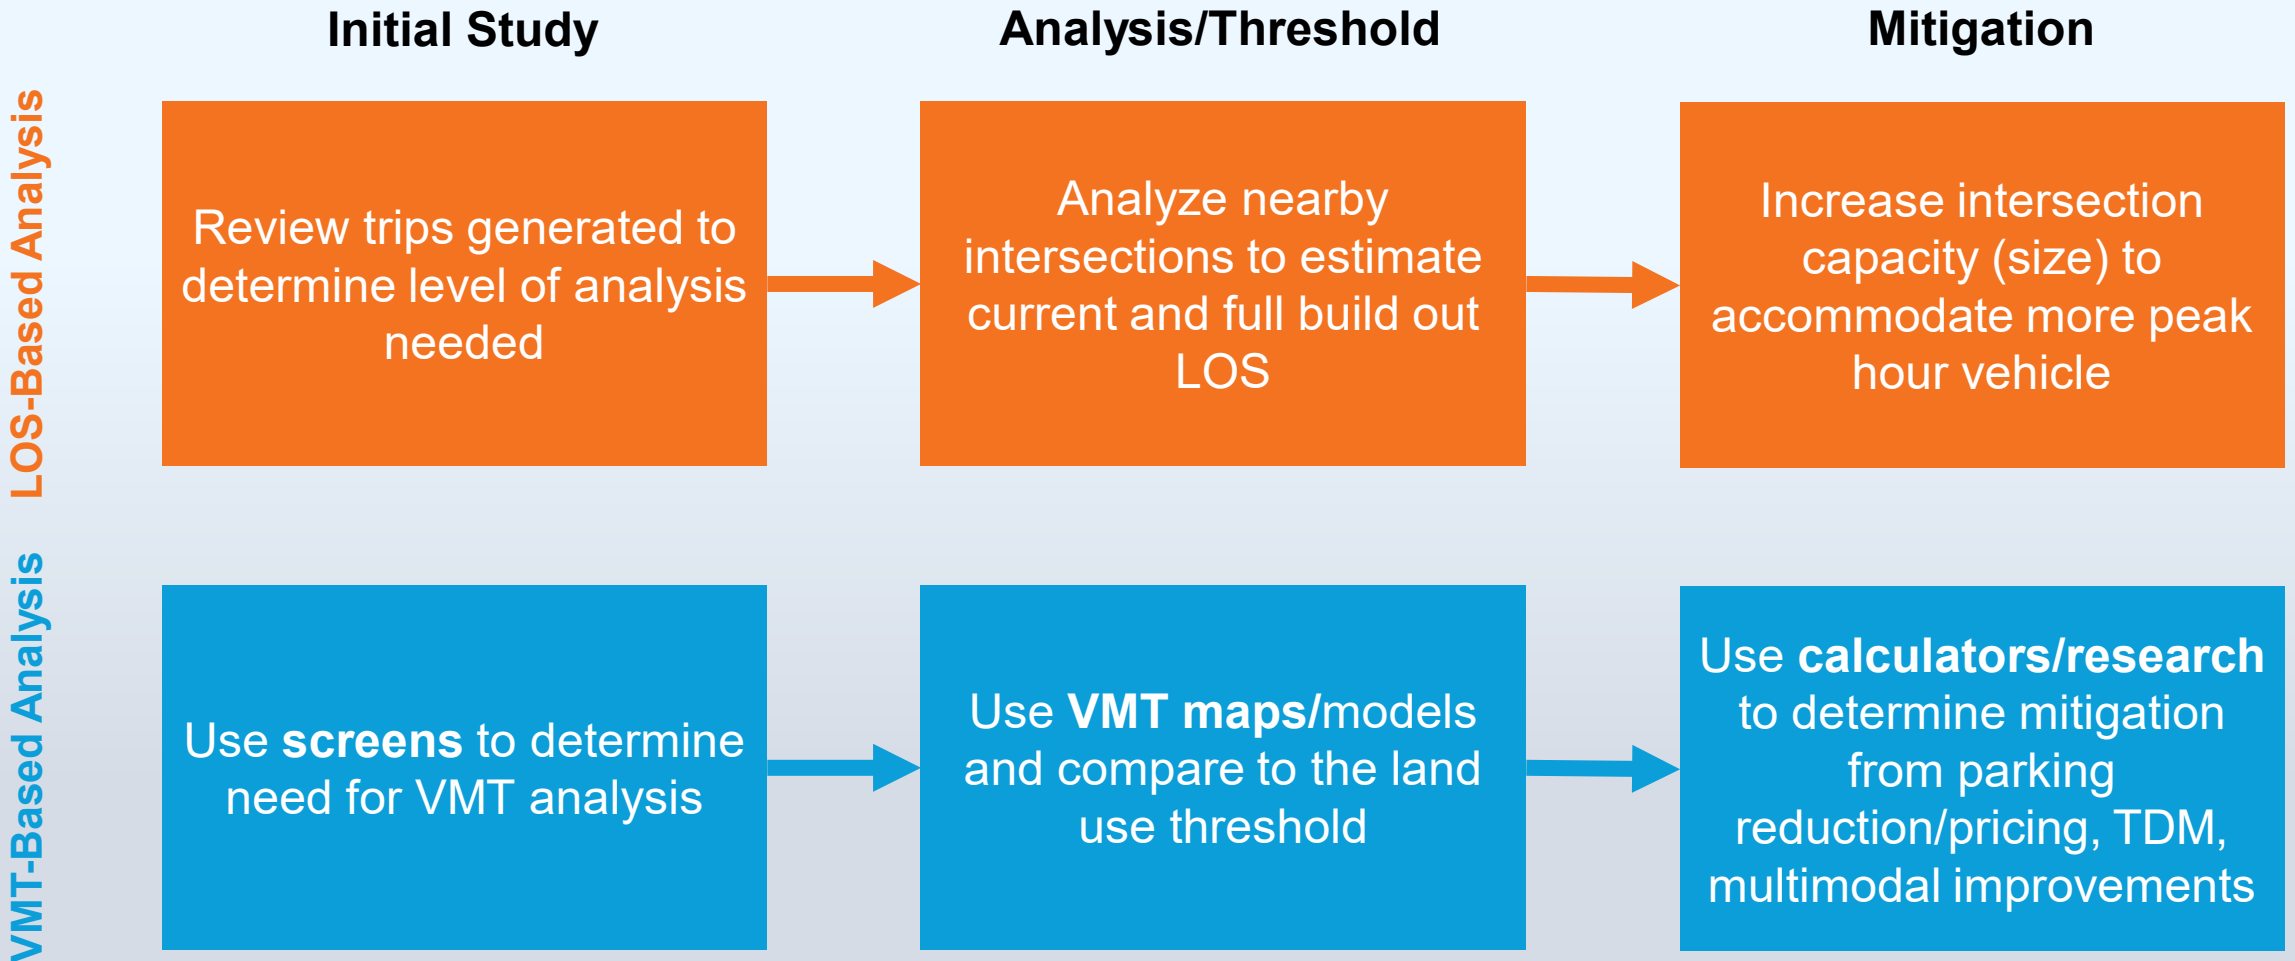 Initial Study
Analysis/Threshold
Mitigation
LOS-Based Analysis
Review trips generated to
determine level of analysis
needed
Analyze nearby
intersections to estimate
current and full build out
LOS
Increase intersection
capacity (size) to
accommodate more peak
hour vehicle
VMT-Based Analysis
Use screens to determine
need for VMT analysis
Use VMT maps/models
and compare to the land
use threshold
Use calculators/research
to determine mitigation
from parking
reduction/pricing, TDM,
multimodal improvements